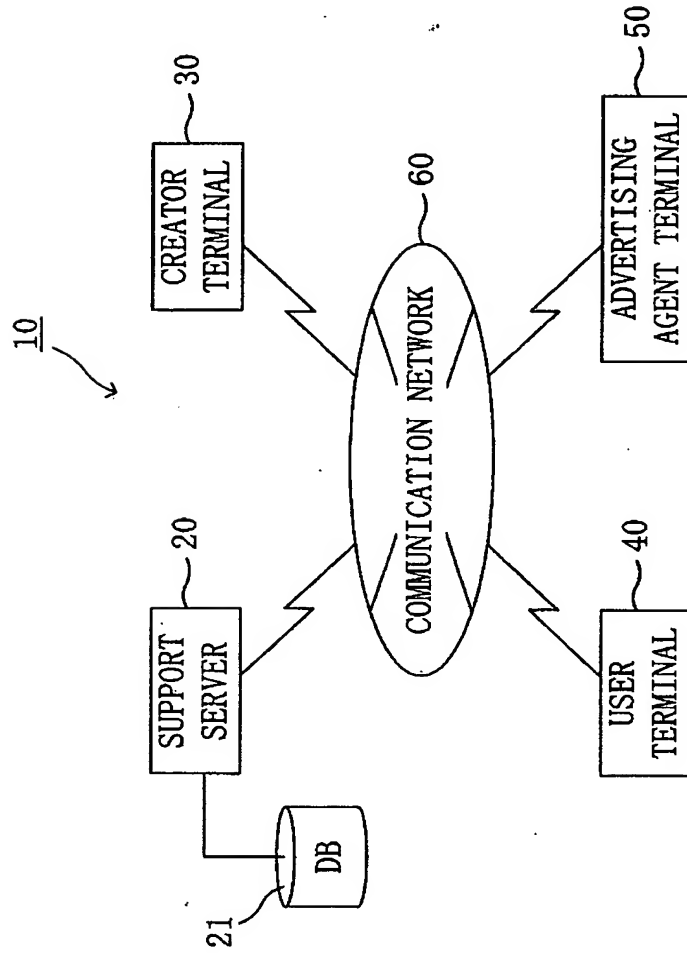 10
20
SUPPORT
SERVER
30
CREATOR
TERMINAL
21
DB
60
COMMUNICATION NETWORK
40
USER
TERMINAL
50
ADVERTISING
AGENT TERMINAL